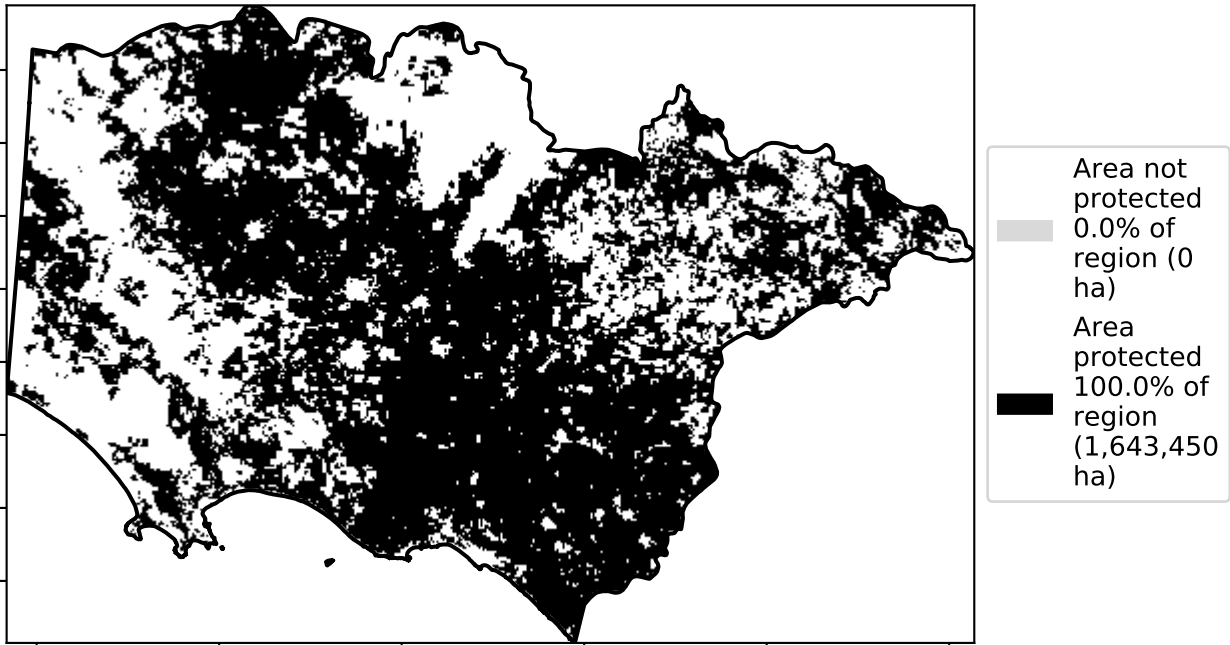 Area not
protected
0.0% of
region (0
ha)
Area
protected
100.0% of
region
(1,643,450
ha)